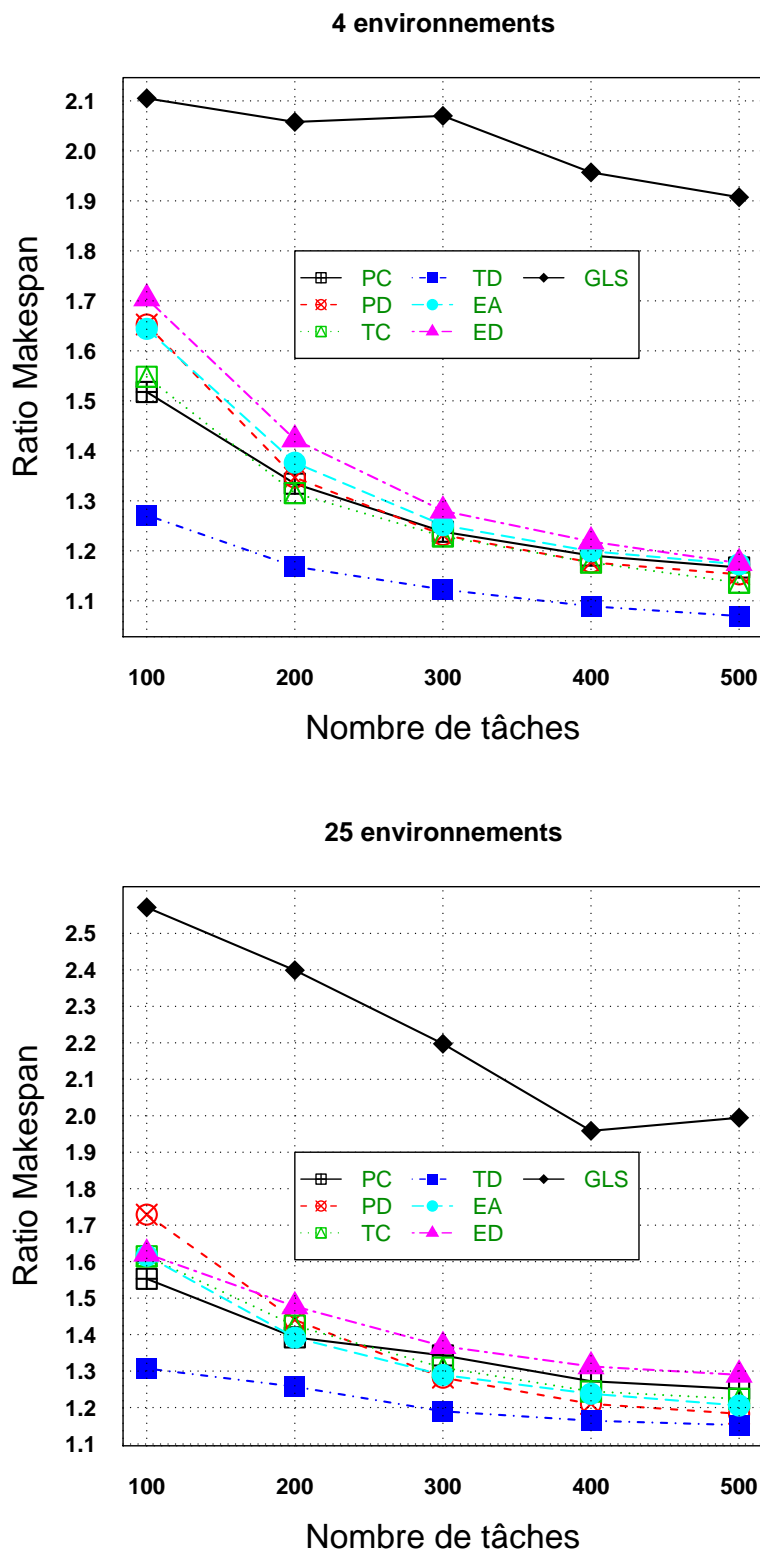 4 environnements
2.1
2.0
1.9
1.8
1.7
1.6
1.5
1.4
1.3
1.2
1.1
Ratio Makespan
PC TD GLS
PD EA
TC ED
100 200 300 400 500
Nombre de tâches
25 environnements
2.5
2.4
2.3
2.2
2.1
2.0
1.9
1.8
1.7
1.6
1.5
1.4
1.3
1.2
1.1
Ratio Makespan
PC TD GLS
PD EA
TC ED
100 200 300 400 500
Nombre de tâches